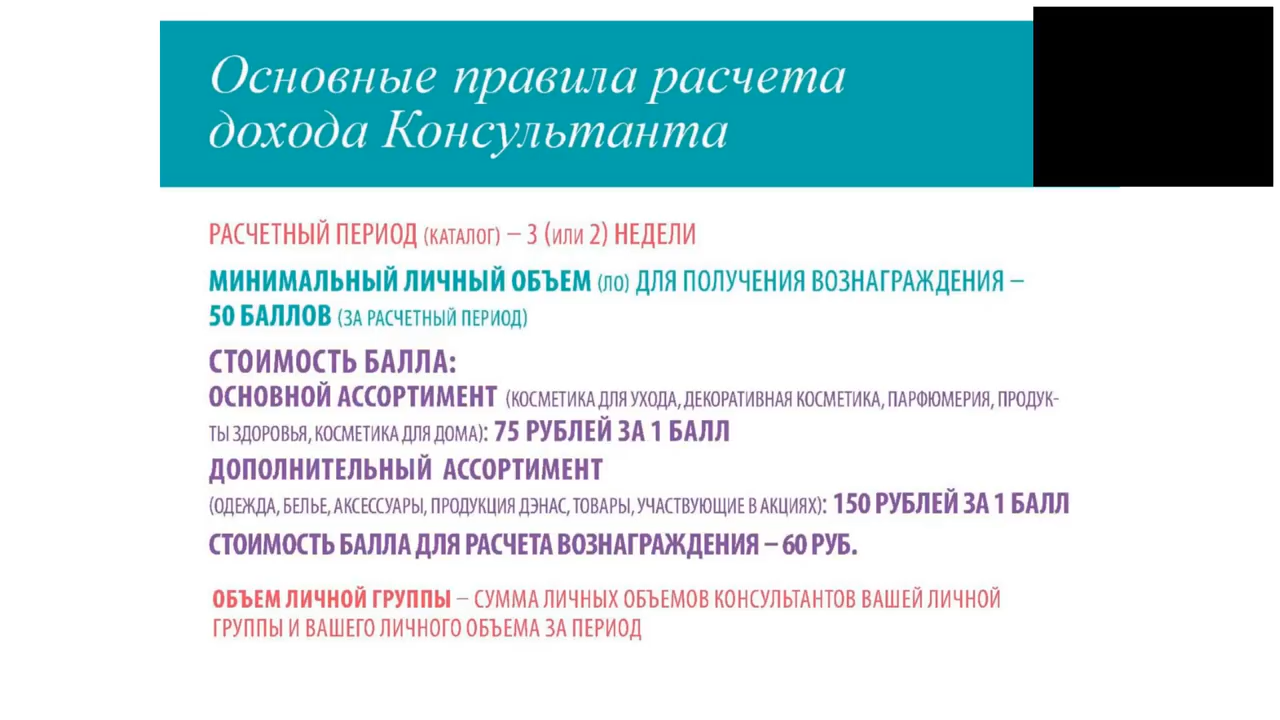 Основные правила расчета
дохода Консультанта
РАСЧЕТНЫЙ ПЕРИОД (КАТАЛОГ) – 3 (ИЛИ 2) НЕДЕЛИ
МИНИМАЛЬНЫЙ ЛИЧНЫЙ ОБЪЕМ (ЛО) ДЛЯ ПОЛУЧЕНИЯ ВОЗНАГРАЖДЕНИЯ –
50 БАЛЛОВ (ЗА РАСЧЕТНЫЙ ПЕРИОД)
СТОИМОСТЬ БАЛЛА:
ОСНОВНОЙ АССОРТИМЕНТ (КОСМЕТИКА ДЛЯ УХОДА, ДЕКОРАТИВНАЯ КОСМЕТИКА, ПАРФЮМЕРИЯ, ПРОДУК-
ТЫ ЗДОРОВЬЯ, КОСМЕТИКА ДЛЯ ДОМА): 75 РУБЛЕЙ ЗА 1 БАЛЛ
ДОПОЛНИТЕЛЬНЫЙ АССОРТИМЕНТ
(ОДЕЖДА, БЕЛЬЕ, АКСЕССУАРЫ, ПРОДУКЦИЯ ДЭНАС, ТОВАРЫ, УЧАСТВУЮЩИЕ В АКЦИЯХ): 150 РУБЛЕЙ ЗА 1 БАЛЛ
СТОИМОСТЬ БАЛЛА ДЛЯ РАСЧЕТА ВОЗНАГРАЖДЕНИЯ – 60 РУБ.
ОБЪЕМ ЛИЧНОЙ ГРУППЫ – СУММА ЛИЧНЫХ ОБЪЕМОВ КОНСУЛЬТАНТОВ ВАШЕЙ ЛИЧНОЙ
ГРУППЫ И ВАШЕГО ЛИЧНОГО ОБЪЕМА ЗА ПЕРИОД